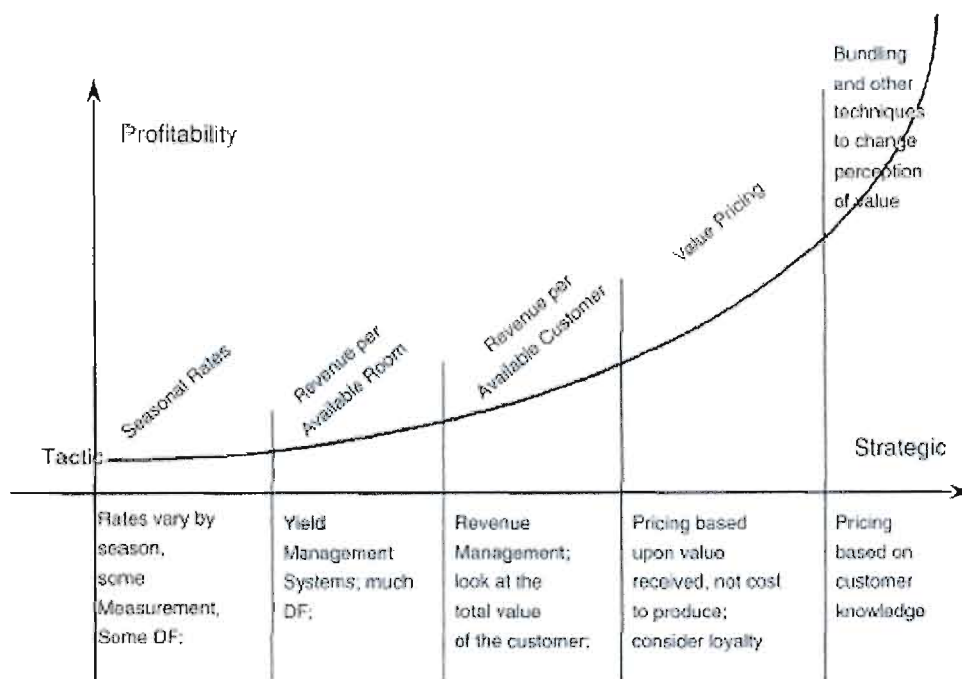 Profitability
Bundling
and other
techniques
to change
perception
of value
Value Pricing
Revenue per
Available Customer
Revenue per
Available Room
Seasonal Rates
Tactic
Strategic
Rates vary by
season,
some
Measurement,
Some DF;
Yield
Management
Systems; much
DF;
Revenue
Management;
look at the
total value
of the customer;
Pricing based
upon value
received, not cost
to produce;
consider loyalty
Pricing
based on
customer
knowledge